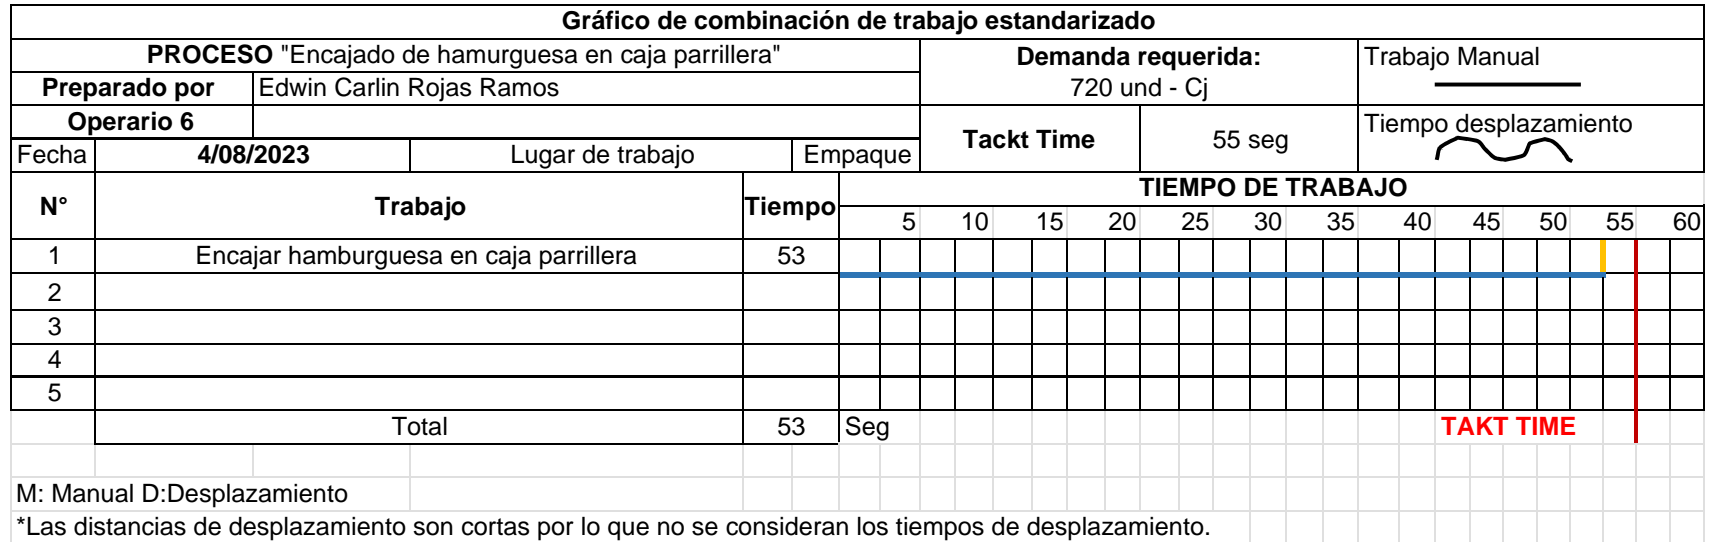 Gráfico de combinación de trabajo estandarizado
PROCESO "Encajado de hamurguesa en caja parrillera"
Demanda requerida:
720 und - Cj
Trabajo Manual
Preparado por Edwin Carlin Rojas Ramos
Operario 6
Tackt Time 55 seg
Tiempo desplazamiento
Fecha 4/08/2023 Lugar de trabajo Empaque
N° Trabajo Tiempo TIEMPO DE TRABAJO
5 10 15 20 25 30 35 40 45 50 55 60
1 Encajar hamburguesa en caja parrillera 53
2
3
4
5
Total 53 Seg TAKT TIME
M: Manual D:Desplazamiento
*Las distancias de desplazamiento son cortas por lo que no se consideran los tiempos de desplazamiento.